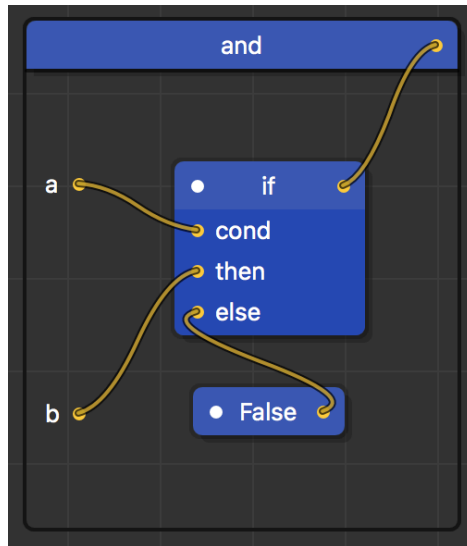 and
a
if
cond
then
else
b
False